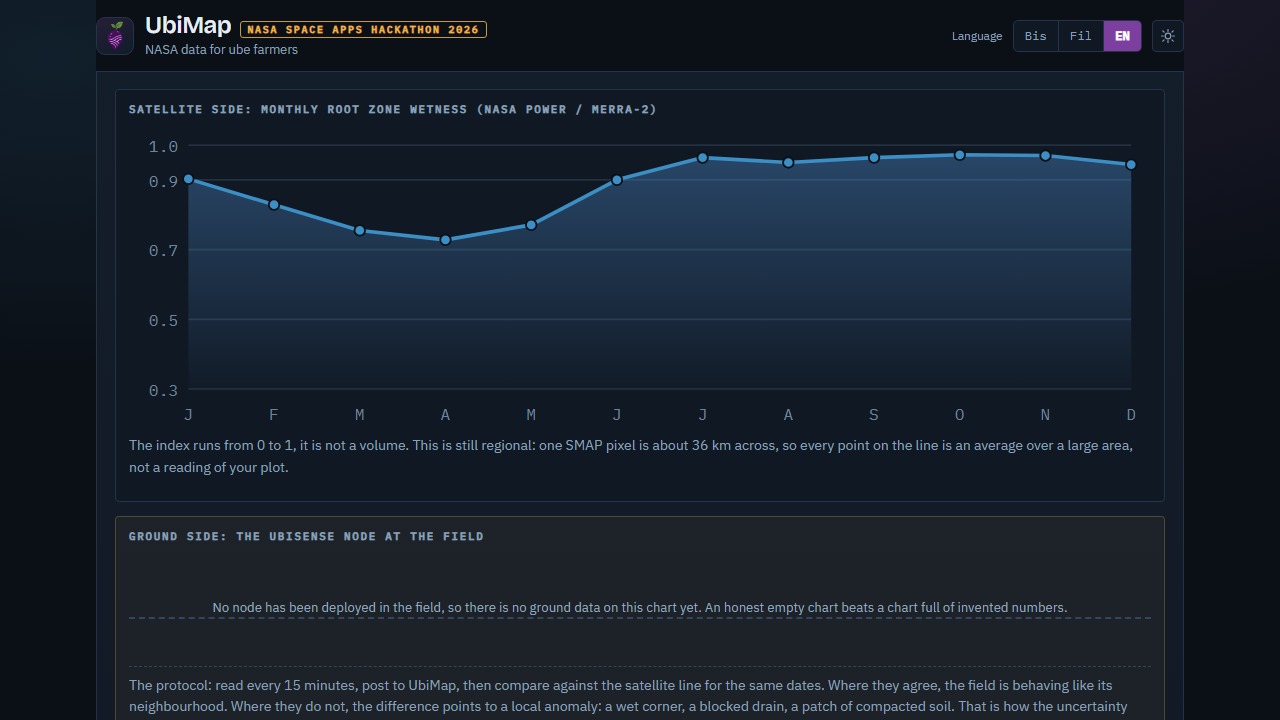 UbiMap NASA SPACE APPS HACKATHON 2026
NASA data for ube farmers
Language Bis Fil EN
SATELLITE SIDE: MONTHLY ROOT ZONE WETNESS (NASA POWER / MERRA-2)
1.0
0.9
0.7
0.5
0.3
J F M A M J J A S O N D
The index runs from 0 to 1, it is not a volume. This is still regional: one SMAP pixel is about 36 km across, so every point on the line is an average over a large area,
not a reading of your plot.
GROUND SIDE: THE UBISENSE NODE AT THE FIELD
No node has been deployed in the field, so there is no ground data on this chart yet. An honest empty chart beats a chart full of invented numbers.
The protocol: read every 15 minutes, post to UbiMap, then compare against the satellite line for the same dates. Where they agree, the field is behaving like its
neighbourhood. Where they do not, the difference points to a local anomaly: a wet corner, a blocked drain, a patch of compacted soil. That is how the uncertainty